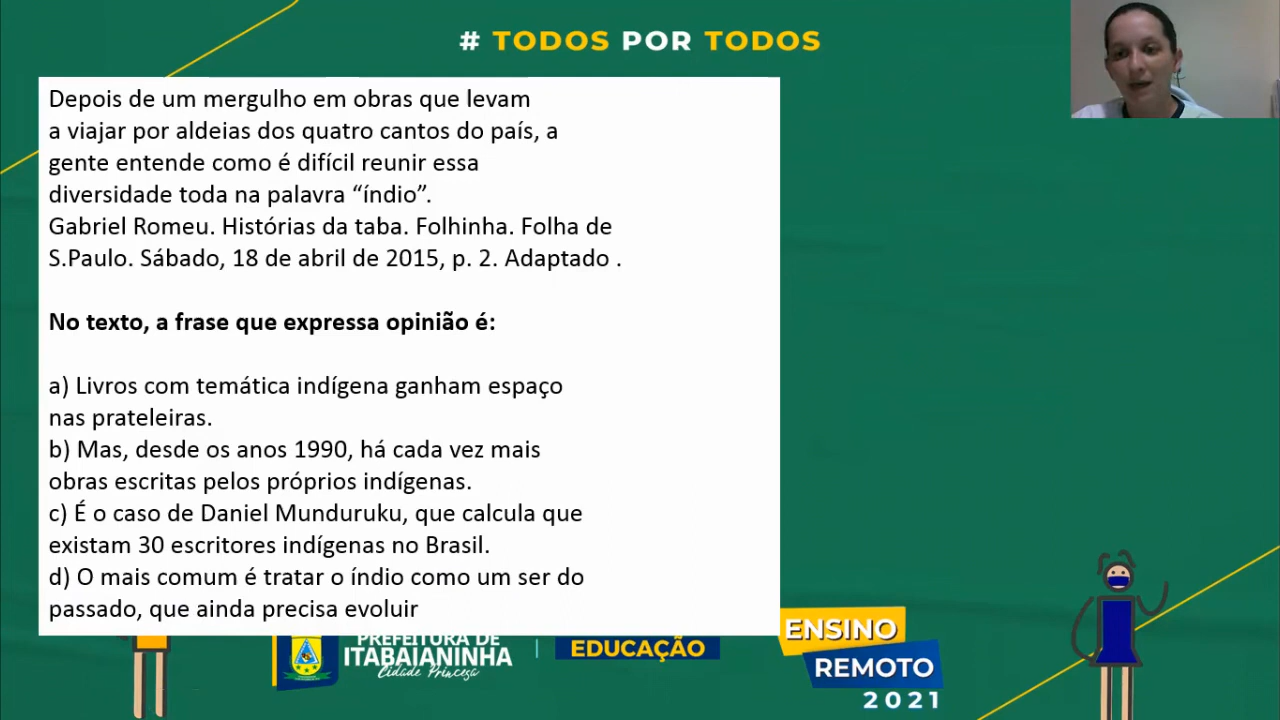 # TODOS POR TODOS
Depois de um mergulho em obras que levam
a viajar por aldeias dos quatro cantos do país, a
gente entende como é difícil reunir essa
diversidade toda na palavra “índio”.
Gabriel Romeu. Histórias da taba. Folhinha. Folha de
S.Paulo. Sábado, 18 de abril de 2015, p. 2. Adaptado .
No texto, a frase que expressa opinião é:
a) Livros com temática indígena ganham espaço
nas prateleiras.
b) Mas, desde os anos 1990, há cada vez mais
obras escritas pelos próprios indígenas.
c) É o caso de Daniel Munduruku, que calcula que
existam 30 escritores indígenas no Brasil.
d) O mais comum é tratar o índio como um ser do
passado, que ainda precisa evoluir
PREFEITURA DE
ITABAIANINHA
Cidade Princesa
EDUCAÇÃO
ENSINO
REMOTO
2021